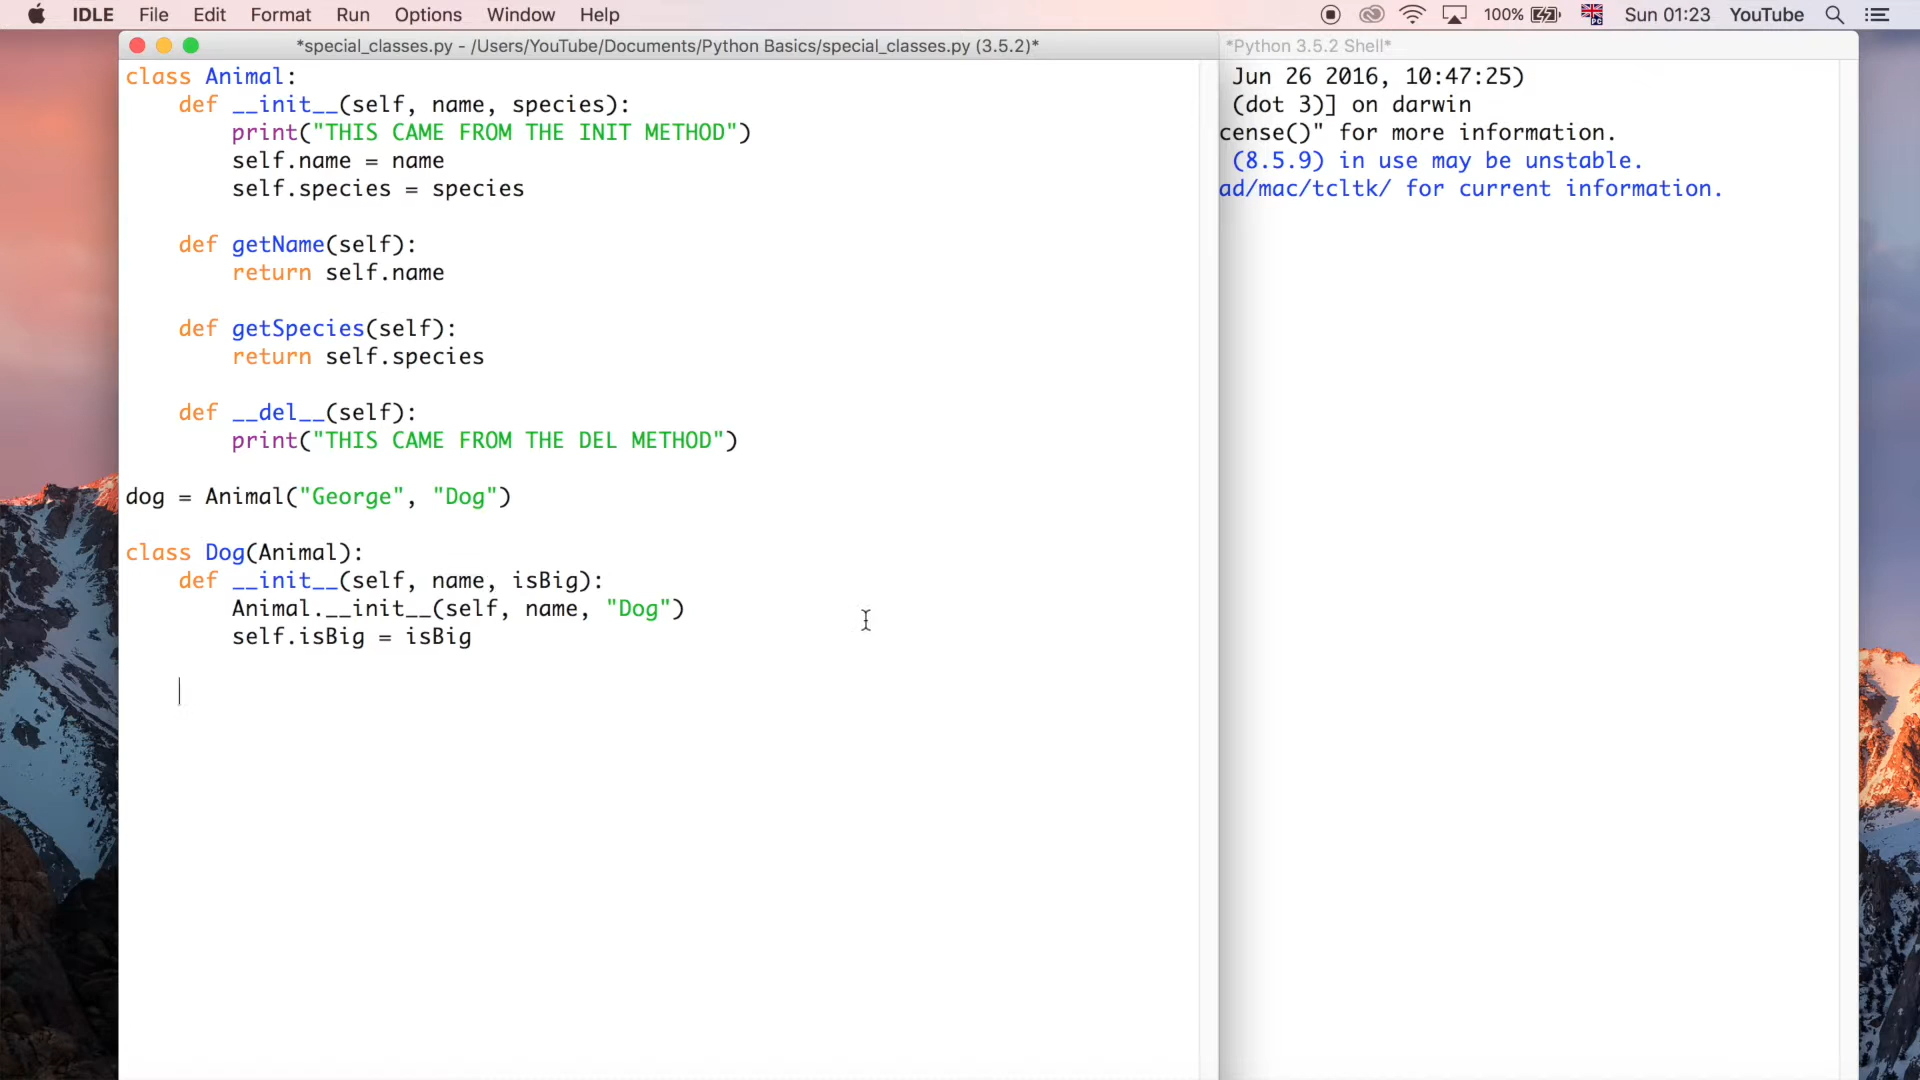 IDLE File Edit Format Run Options Window Help 100% Sun 01:23 YouTube
*special_classes.py - /Users/YouTube/Documents/Python Basics/special_classes.py (3.5.2)*
class Animal:
    def __init__(self, name, species):
        print("THIS CAME FROM THE INIT METHOD")
        self.name = name
        self.species = species
    def getName(self):
        return self.name
    def getSpecies(self):
        return self.species
    def __del__(self):
        print("THIS CAME FROM THE DEL METHOD")
dog = Animal("George", "Dog")
class Dog(Animal):
    def __init__(self, name, isBig):
        Animal.__init__(self, name, "Dog")
        self.isBig = isBig
*Python 3.5.2 Shell*
Jun 26 2016, 10:47:25)
(dot 3)] on darwin
cense()" for more information.
(8.5.9) in use may be unstable.
ad/mac/tcltk/ for current information.